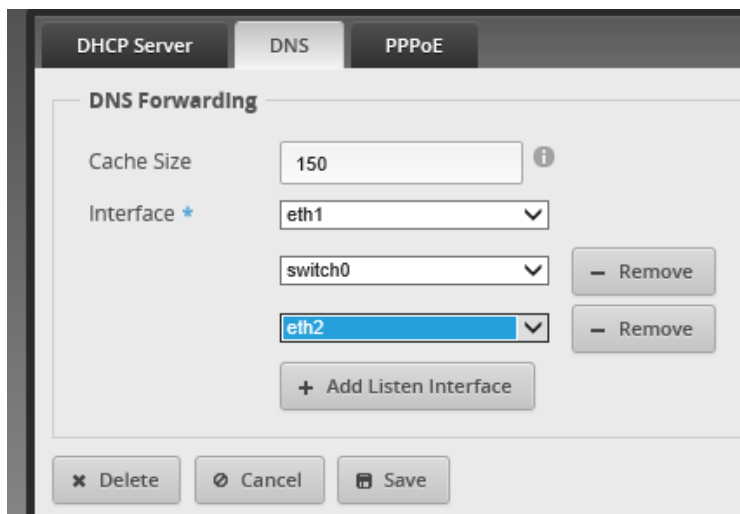 DHCP Server DNS PPPoE
DNS Forwarding
Cache Size 150
Interface * eth1
switch0 − Remove
eth2 − Remove
+ Add Listen Interface
Delete Cancel Save